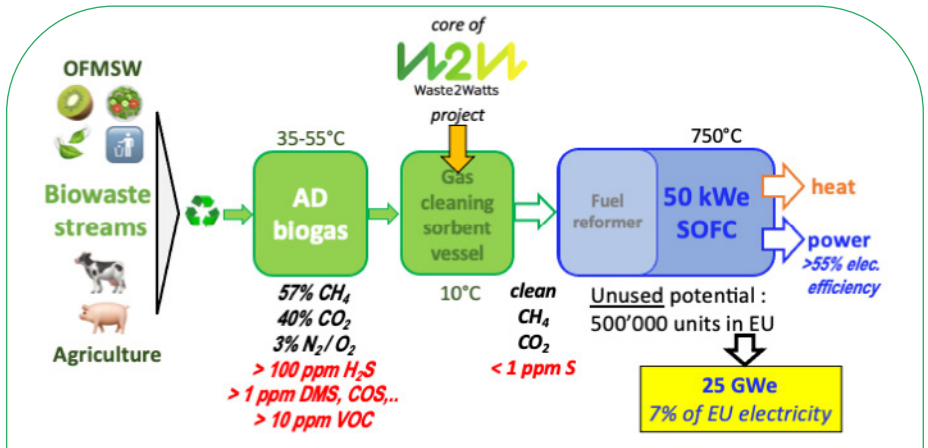 core of
W2W
Waste2Watts
project
OFMSW
Biowaste
streams
Agriculture
35-55°C
AD
biogas
57% CH₄
40% CO₂
3% N₂/ O₂
> 100 ppm H₂S
> 1 ppm DMS, COS,..
> 10 ppm VOC
Gas
cleaning
sorbent
vessel
10°C
clean
CH₄
CO₂
< 1 ppm S
750°C
Fuel
reformer
50 kWe
SOFC
heat
power
>55% elec.
efficiency
Unused potential :
500’000 units in EU
25 GWe
7% of EU electricity